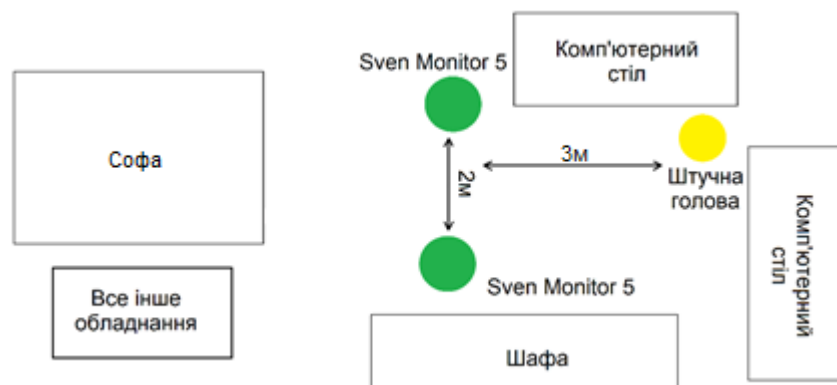 Sven Monitor 5
Комп'ютерний
стіл
Софа
3м
2м
Штучна
голова
Комп'ютерний
стіл
Sven Monitor 5
Все інше
обладнання
Шафа